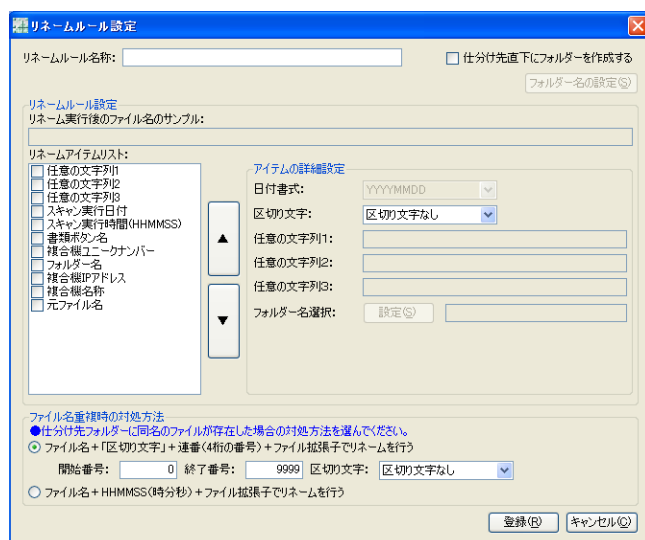 リネームルール設定
リネームルール名称:
仕分け先直下にフォルダーを作成する
フォルダー名の設定(S)
リネームルール設定
リネーム実行後のファイル名のサンプル:
リネームアイテムリスト:
任意の文字列1
任意の文字列2
任意の文字列3
スキャン実行日付
スキャン実行時間(HHMMSS)
書類ボタン名
複合機ユニークナンバー
フォルダー名
複合機IPアドレス
複合機名称
元ファイル名
▲
▼
アイテムの詳細設定
日付書式: YYYYMMDD
区切り文字: 区切り文字なし
任意の文字列1:
任意の文字列2:
任意の文字列3:
フォルダー名選択: 設定(S)
ファイル名重複時の対処方法
●仕分け先フォルダーに同名のファイルが存在した場合の対処方法を選んでください。
ファイル名+「区切り文字」+連番(4桁の番号)+ファイル拡張子でリネームを行う
開始番号: 0 終了番号: 9999 区切り文字: 区切り文字なし
ファイル名+HHMMSS(時分秒)+ファイル拡張子でリネームを行う
登録(R) キャンセル(C)